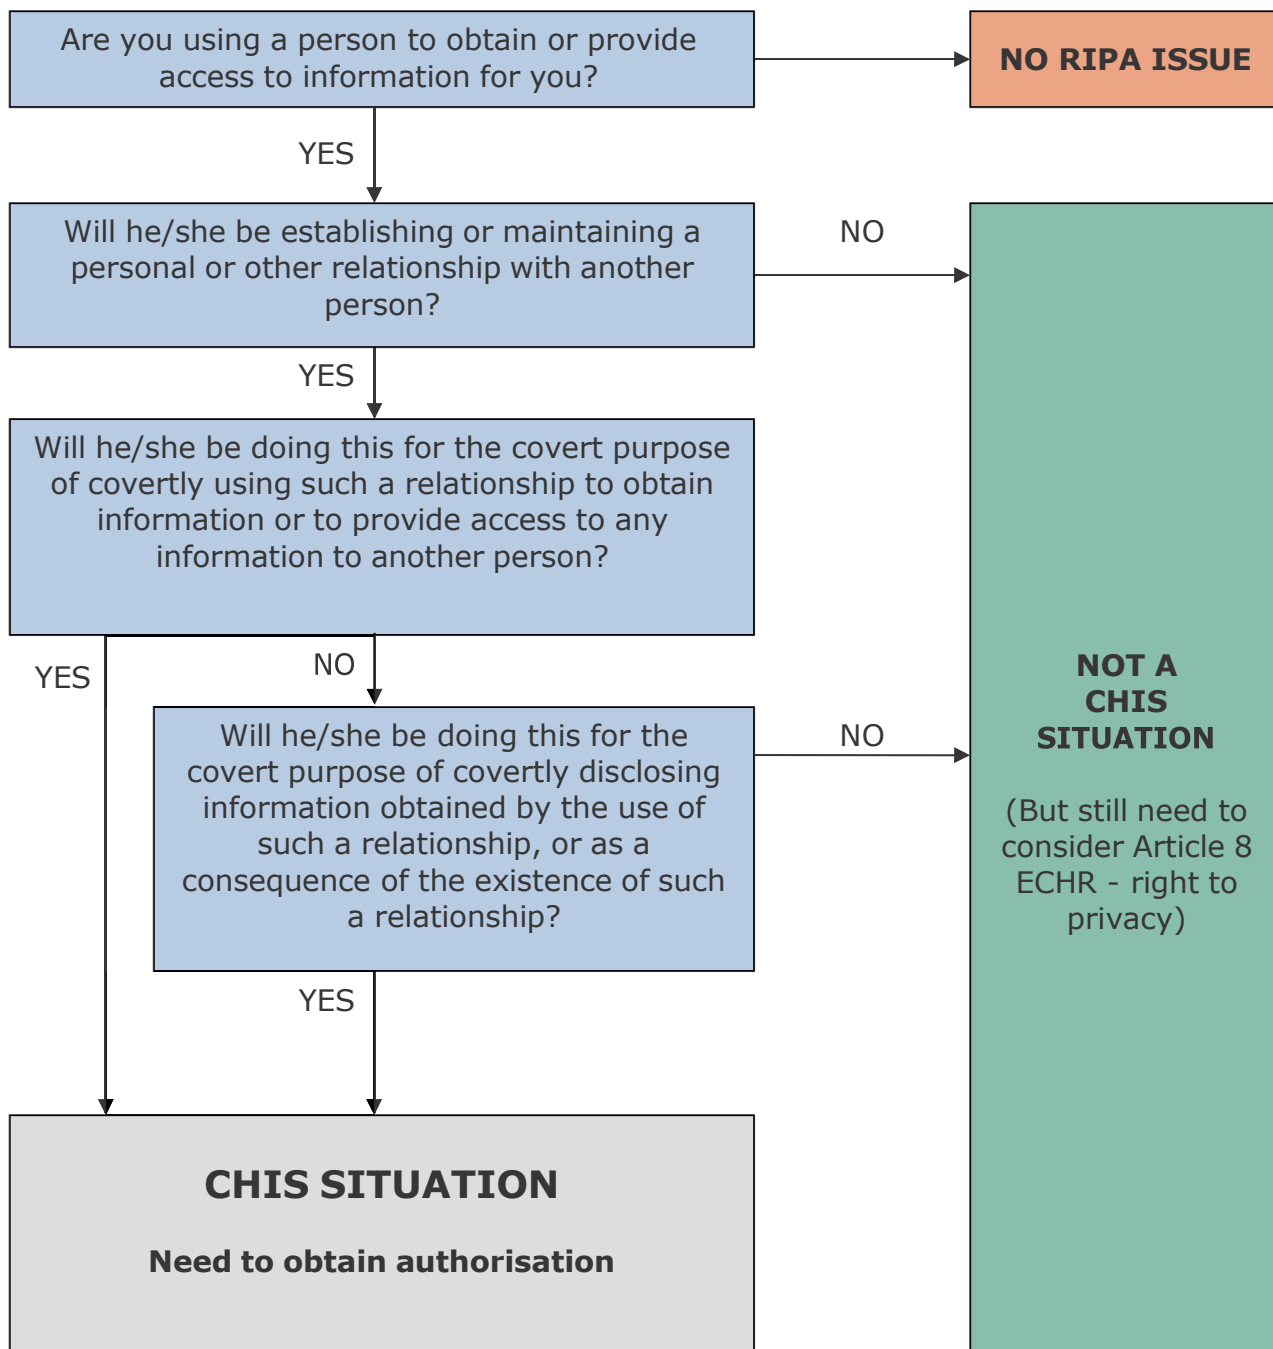 Are you using a person to obtain or provide
access to information for you?
NO RIPA ISSUE
YES
Will he/she be establishing or maintaining a
personal or other relationship with another
person?
NO
YES
Will he/she be doing this for the covert purpose
of covertly using such a relationship to obtain
information or to provide access to any
information to another person?
YES
NO
Will he/she be doing this for the
covert purpose of covertly disclosing
information obtained by the use of
such a relationship, or as a
consequence of the existence of such
a relationship?
NO
NOT A
CHIS
SITUATION
(But still need to
consider Article 8
ECHR - right to
privacy)
YES
CHIS SITUATION
Need to obtain authorisation